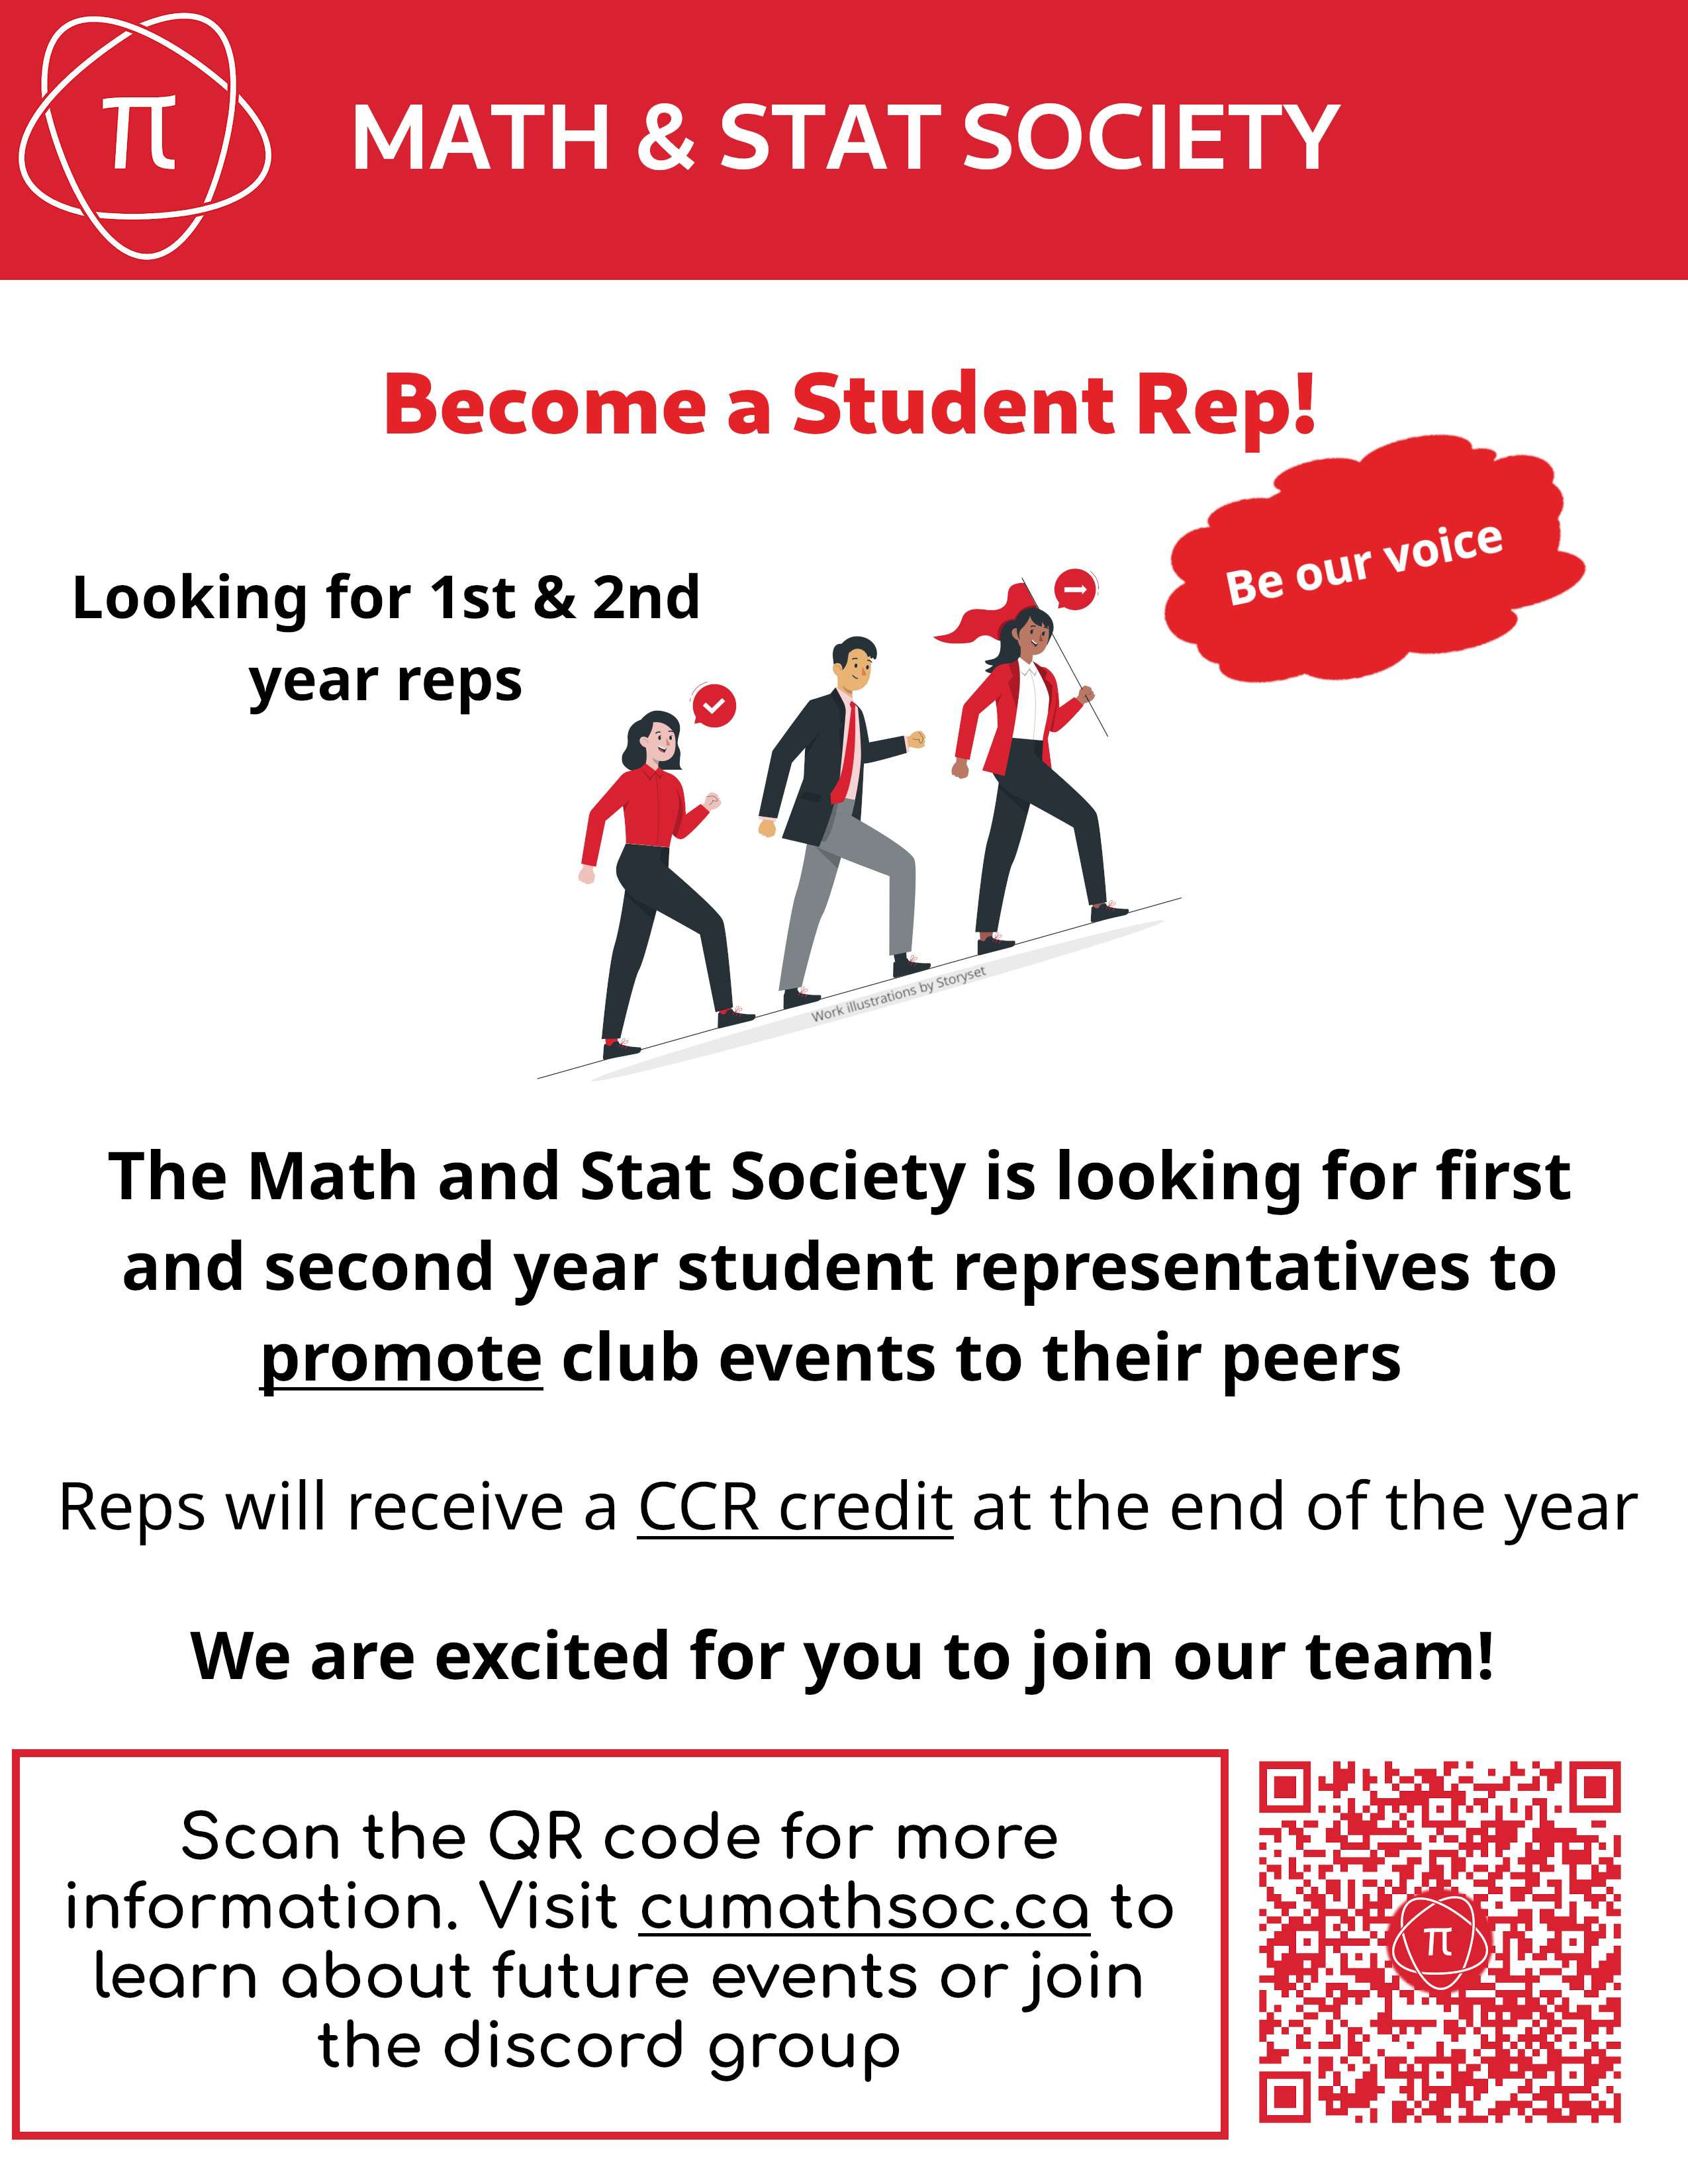 π
MATH & STAT SOCIETY
Become a Student Rep!
Be our voice
Looking for 1st & 2nd
year reps
Work illustrations by Storyset
The Math and Stat Society is looking for first
and second year student representatives to
promote club events to their peers
Reps will receive a CCR credit at the end of the year
We are excited for you to join our team!
Scan the QR code for more
information. Visit cumathsoc.ca to
learn about future events or join
the discord group
π